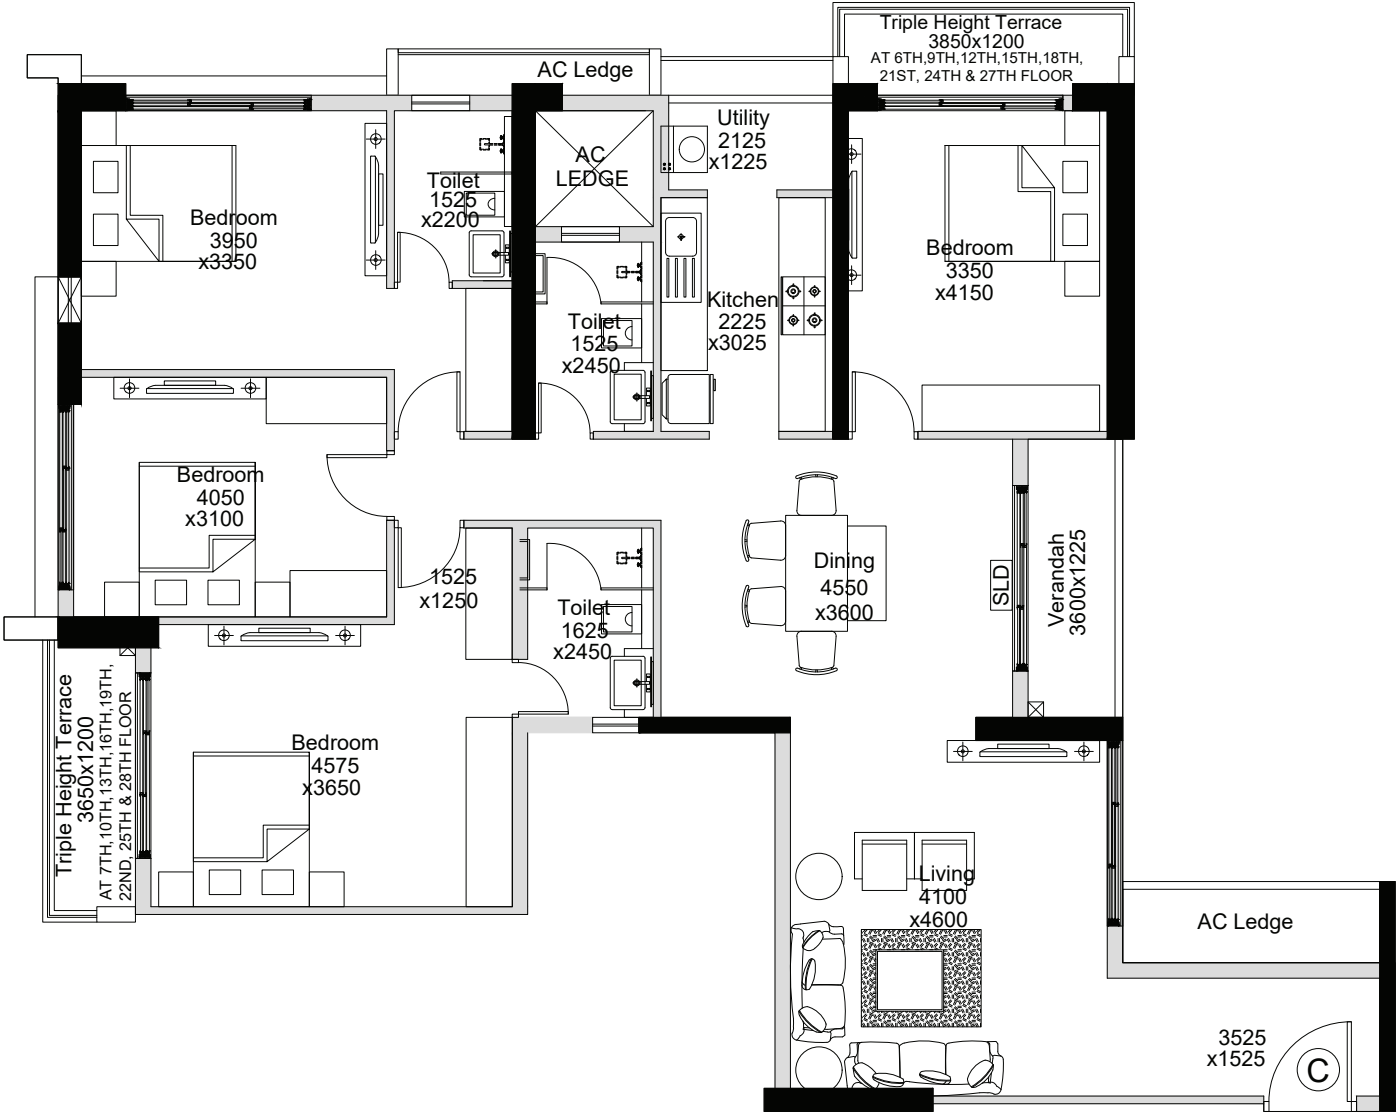 Triple Height Terrace
3850x1200
AT 6TH,9TH,12TH,15TH,18TH,
21ST, 24TH & 27TH FLOOR
AC Ledge
Utility
2125
x1225
AC
LEDGE
Toilet
1525
x2200
Bedroom
3950
x3350
Bedroom
3350
x4150
Kitchen
2225
x3025
Toilet
1525
x2450
Bedroom
4050
x3100
Dining
4550
x3600
SLD
Verandah
3600x1225
1525
x1250
Toilet
1625
x2450
Triple Height Terrace
3650x1200
AT 7TH,10TH,13TH,16TH,19TH,
22ND, 25TH & 28TH FLOOR
Bedroom
4575
x3650
Living
4100
x4600
AC Ledge
3525
x1525
C